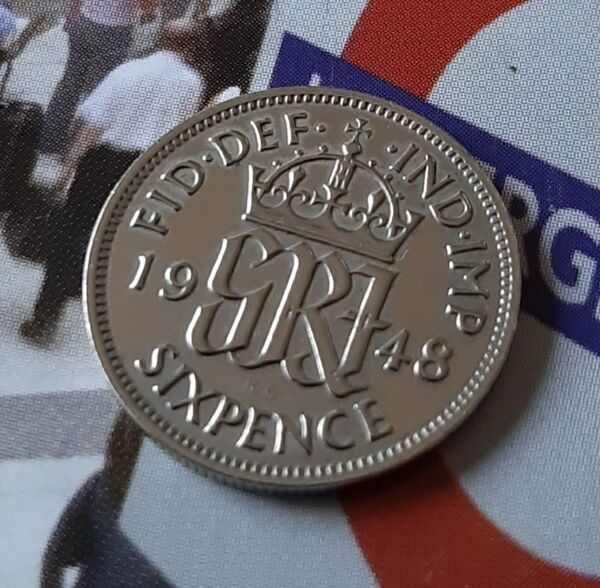 FID·DEF· ·IND·IMP
19 GRI 48
SIXPENCE